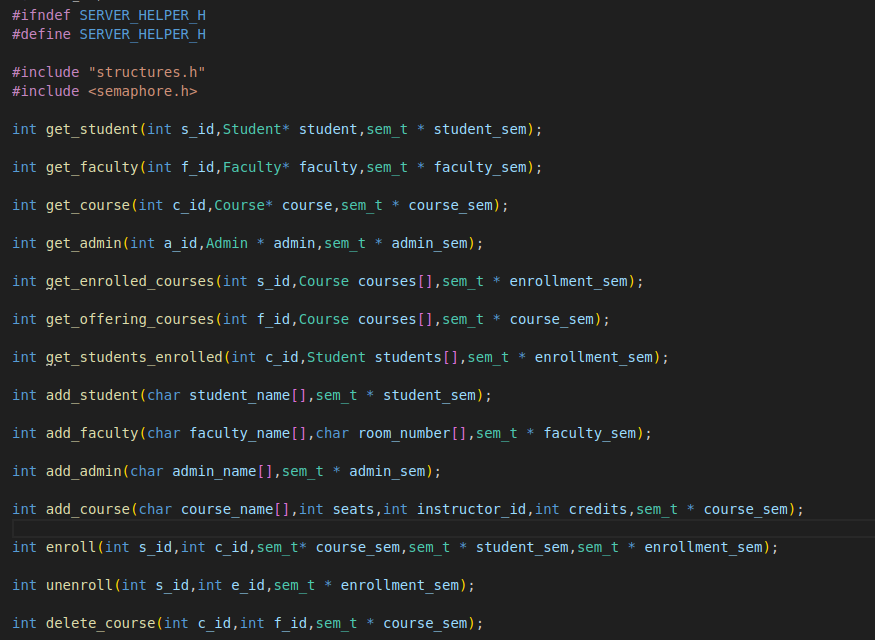 #ifndef SERVER_HELPER_H
#define SERVER_HELPER_H
#include "structures.h"
#include <semaphore.h>
int get_student(int s_id,Student* student,sem_t * student_sem);
int get_faculty(int f_id,Faculty* faculty,sem_t * faculty_sem);
int get_course(int c_id,Course* course,sem_t * course_sem);
int get_admin(int a_id,Admin * admin,sem_t * admin_sem);
int get_enrolled_courses(int s_id,Course courses[],sem_t * enrollment_sem);
int get_offering_courses(int f_id,Course courses[],sem_t * course_sem);
int get_students_enrolled(int c_id,Student students[],sem_t * enrollment_sem);
int add_student(char student_name[],sem_t * student_sem);
int add_faculty(char faculty_name[],char room_number[],sem_t * faculty_sem);
int add_admin(char admin_name[],sem_t * admin_sem);
int add_course(char course_name[],int seats,int instructor_id,int credits,sem_t * course_sem);
int enroll(int s_id,int c_id,sem_t* course_sem,sem_t * student_sem,sem_t * enrollment_sem);
int unenroll(int s_id,int e_id,sem_t * enrollment_sem);
int delete_course(int c_id,int f_id,sem_t * course_sem);